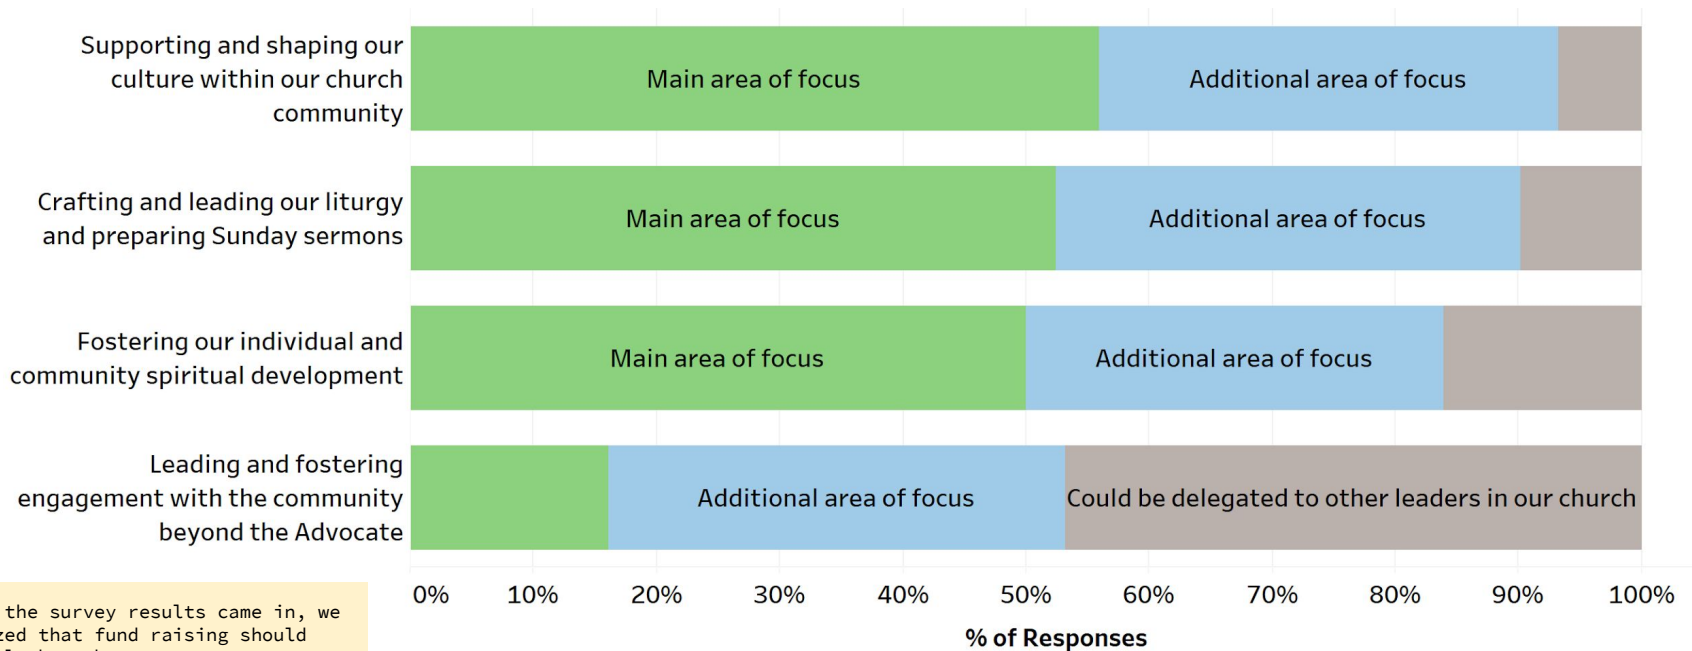 Supporting and shaping our
culture within our church
community
Main area of focus
Additional area of focus
Crafting and leading our liturgy
and preparing Sunday sermons
Main area of focus
Additional area of focus
Fostering our individual and
community spiritual development
Main area of focus
Additional area of focus
Leading and fostering
engagement with the community
beyond the Advocate
Additional area of focus
Could be delegated to other leaders in our church
0% 10% 20% 30% 40% 50% 60% 70% 80% 90% 100%
% of Responses
the survey results came in, we
that fund raising should